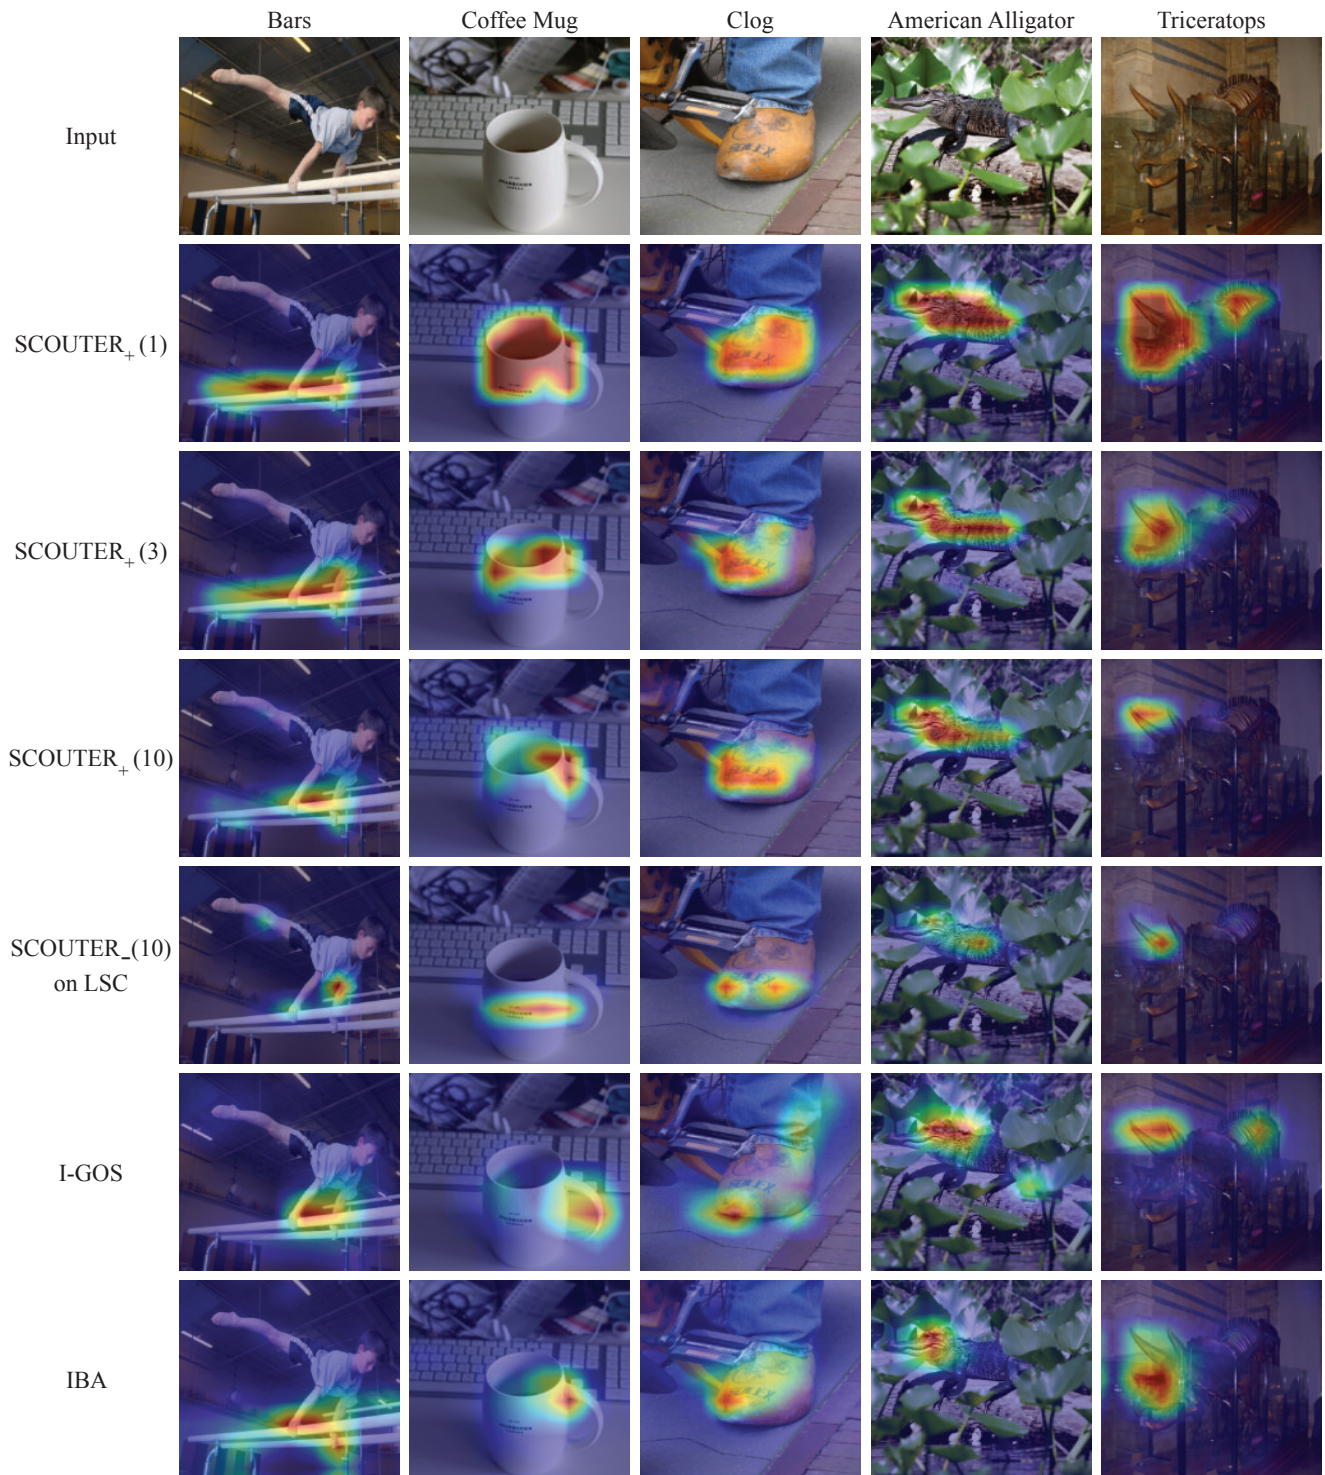 Bars Coffee Mug Clog American Alligator Triceratops
Input
SCOUTER₊(1)
SCOUTER₊(3)
SCOUTER₊(10)
SCOUTER₋(10)
on LSC
I-GOS
IBA